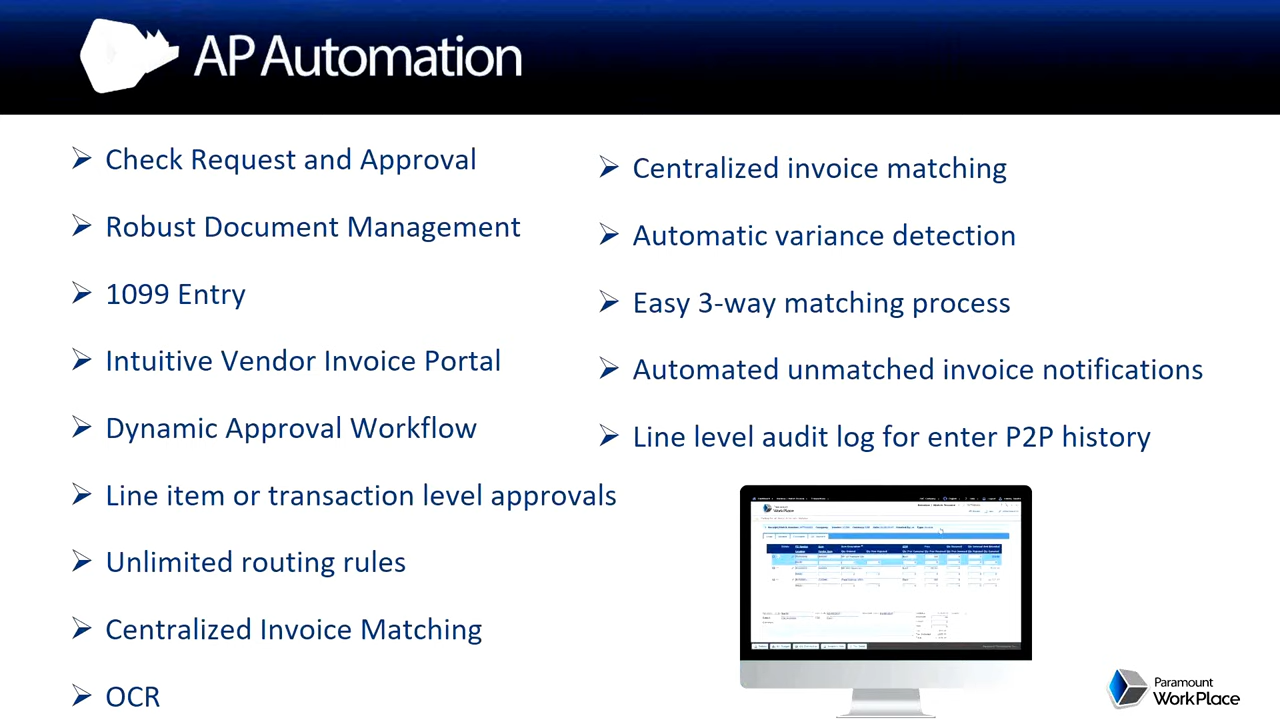 AP Automation
Check Request and Approval
Robust Document Management
1099 Entry
Intuitive Vendor Invoice Portal
Dynamic Approval Workflow
Line item or transaction level approvals
Unlimited routing rules
Centralized Invoice Matching
OCR
Centralized invoice matching
Automatic variance detection
Easy 3-way matching process
Automated unmatched invoice notifications
Line level audit log for enter P2P history
Paramount
WorkPlace
Paramount
WorkPlace